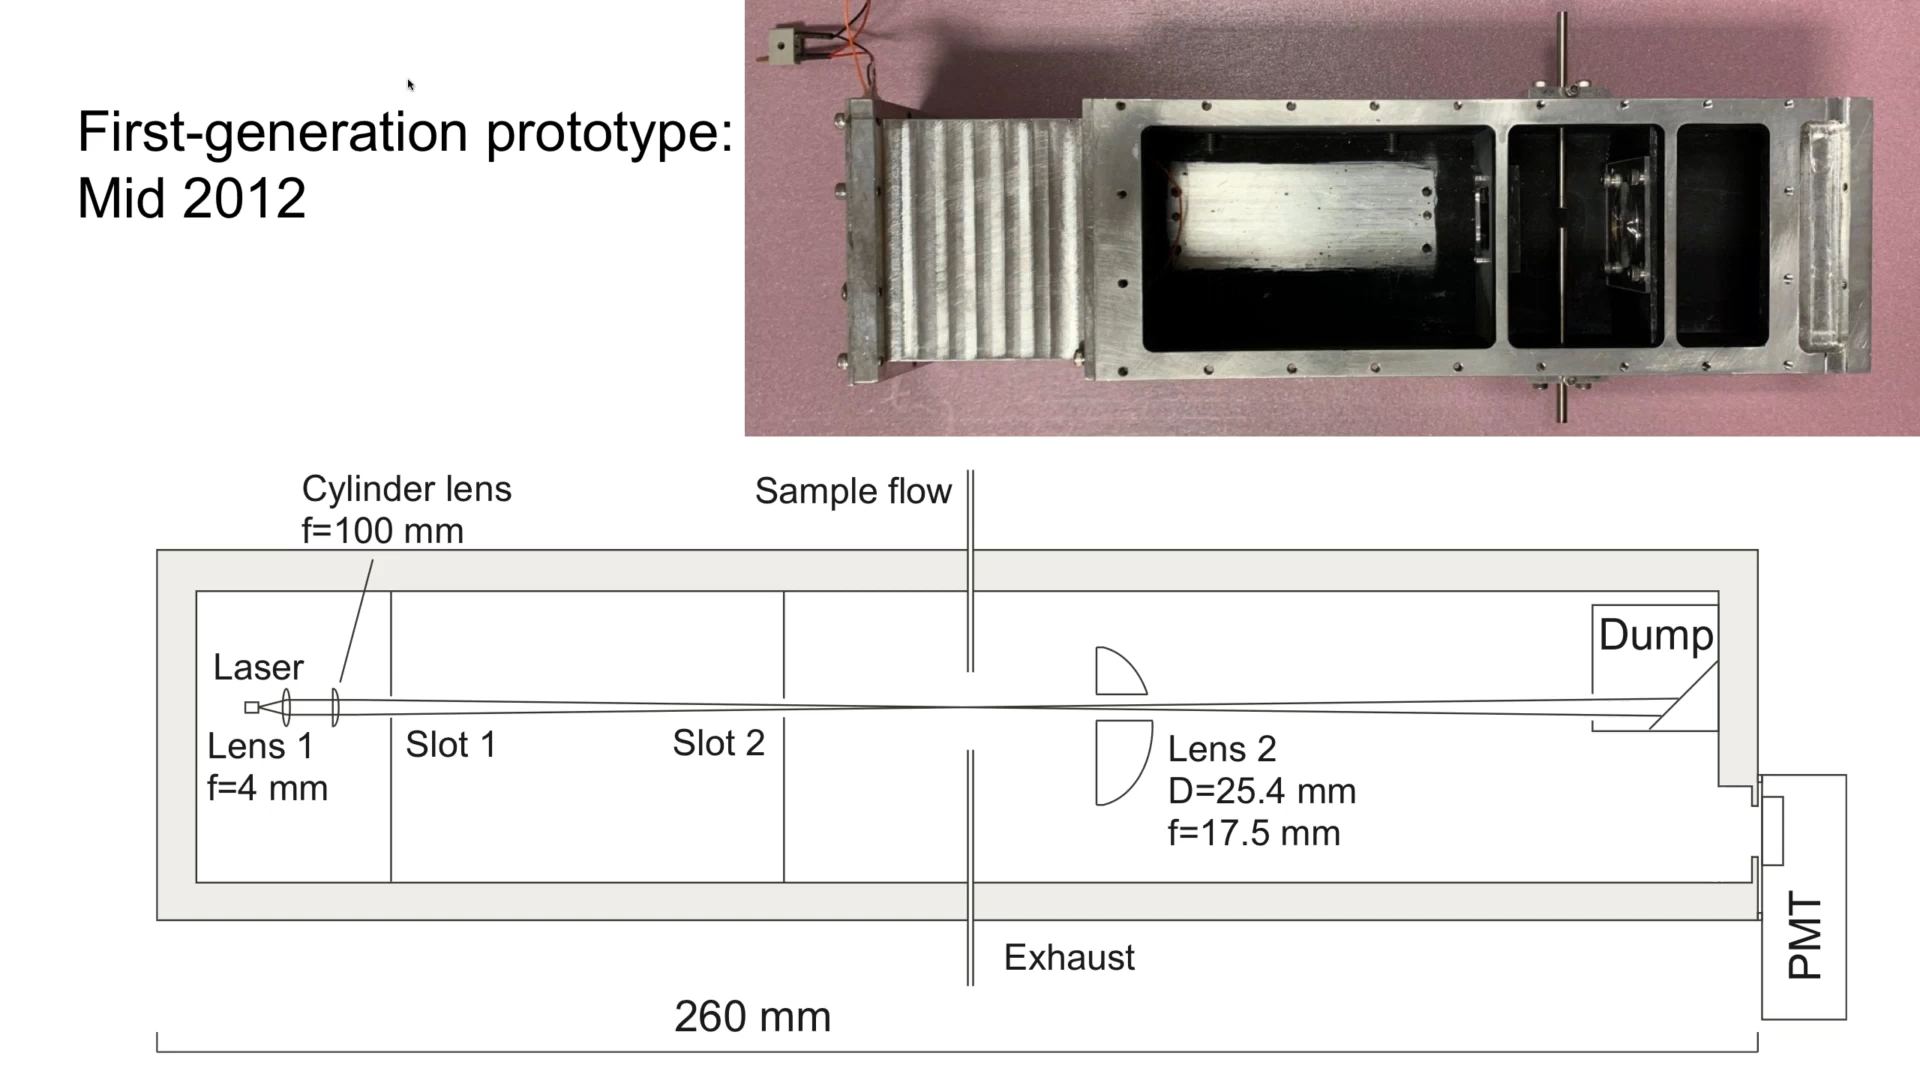 First-generation prototype:
Mid 2012
Cylinder lens
f=100 mm
Sample flow
Laser
Dump
Lens 1
f=4 mm
Slot 1
Slot 2
Lens 2
D=25.4 mm
f=17.5 mm
PMT
Exhaust
260 mm